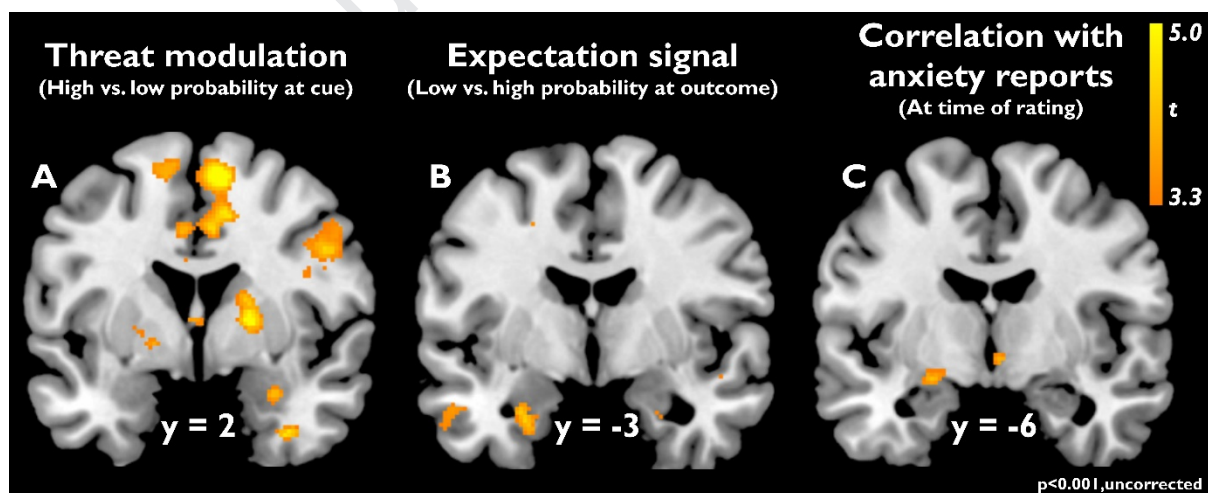 Threat modulation
(High vs. low probability at cue)
Expectation signal
(Low vs. high probability at outcome)
Correlation with
anxiety reports
(At time of rating)
5.0
t
3.3
A
B
C
y = 2
y = -3
y = -6
p<0.001,uncorrected